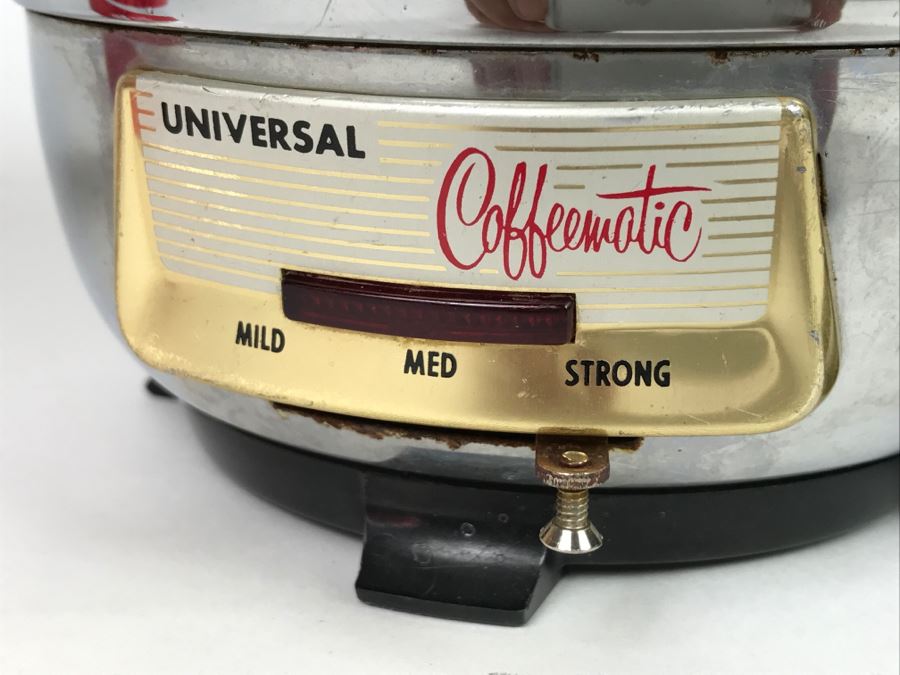 UNIVERSAL
Coffeematic
MILD MED STRONG